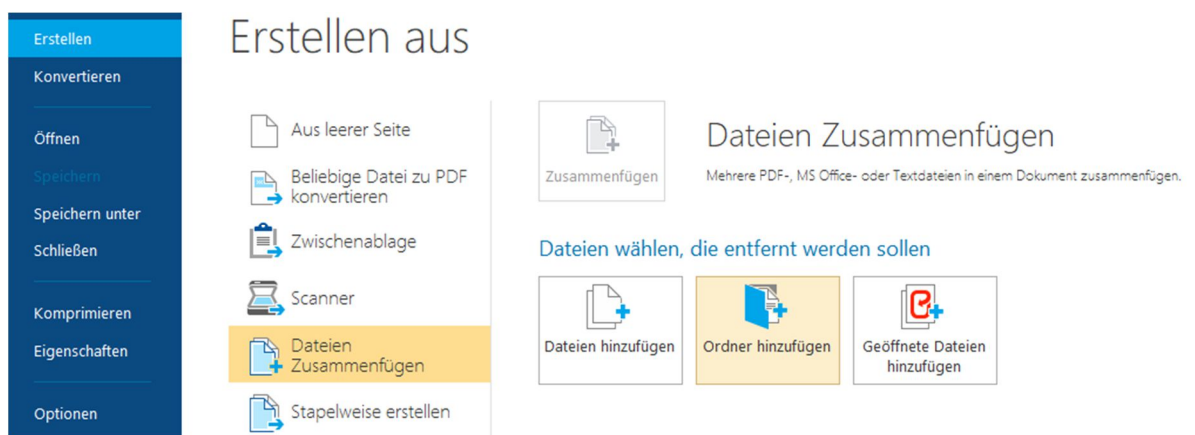 Erstellen
Konvertieren
Öffnen
Speichern
Speichern unter
Schließen
Komprimieren
Eigenschaften
Optionen
Erstellen aus
Aus leerer Seite
Beliebige Datei zu PDF
konvertieren
Zwischenablage
Scanner
Dateien
Zusammenfügen
Stapelweise erstellen
Zusammenfügen
Dateien Zusammenfügen
Mehrere PDF-, MS Office- oder Textdateien in einem Dokument zusammenfügen.
Dateien wählen, die entfernt werden sollen
Dateien hinzufügen
Ordner hinzufügen
Geöffnete Dateien
hinzufügen